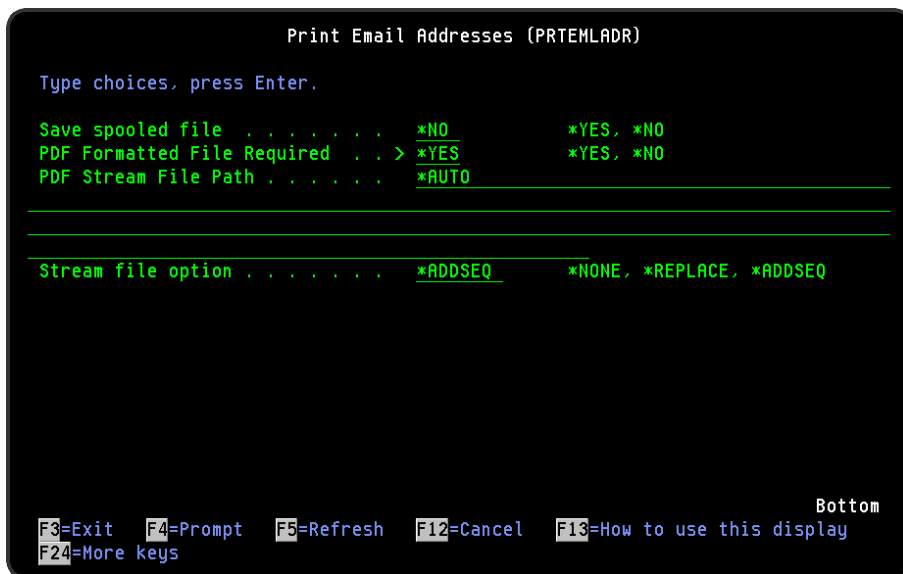 Print Email Addresses (PRTEMLADR)
Type choices, press Enter.
Save spooled file . . . . . . . *NO *YES, *NO
PDF Formatted File Required . . > *YES *YES, *NO
PDF Stream File Path . . . . . . *AUTO
Stream file option . . . . . . . *ADDSEQ *NONE, *REPLACE, *ADDSEQ
Bottom
F3=Exit F4=Prompt F5=Refresh F12=Cancel F13=How to use this display
F24=More keys